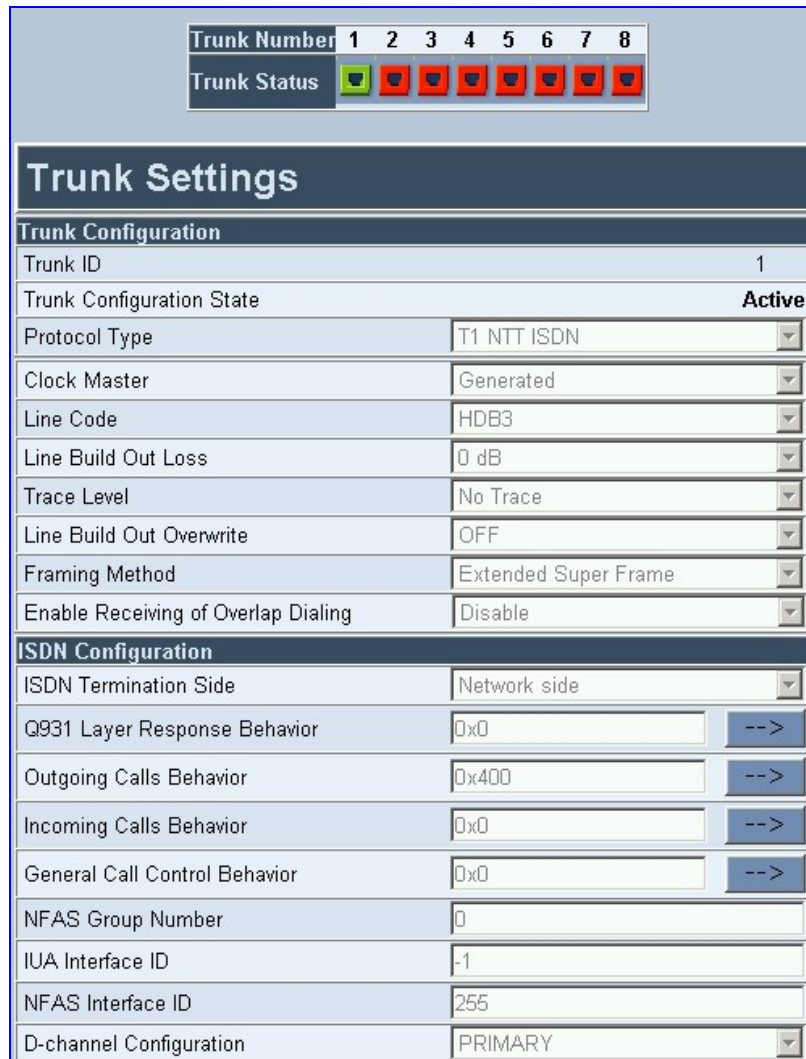 Trunk Number 1 2 3 4 5 6 7 8
Trunk Status
Trunk Settings
Trunk Configuration
Trunk ID 1
Trunk Configuration State Active
Protocol Type T1 NTT ISDN
Clock Master Generated
Line Code HDB3
Line Build Out Loss 0 dB
Trace Level No Trace
Line Build Out Overwrite OFF
Framing Method Extended Super Frame
Enable Receiving of Overlap Dialing Disable
ISDN Configuration
ISDN Termination Side Network side
Q931 Layer Response Behavior 0x0 -->
Outgoing Calls Behavior 0x400 -->
Incoming Calls Behavior 0x0 -->
General Call Control Behavior 0x0 -->
NFAS Group Number 0
IUA Interface ID -1
NFAS Interface ID 255
D-channel Configuration PRIMARY